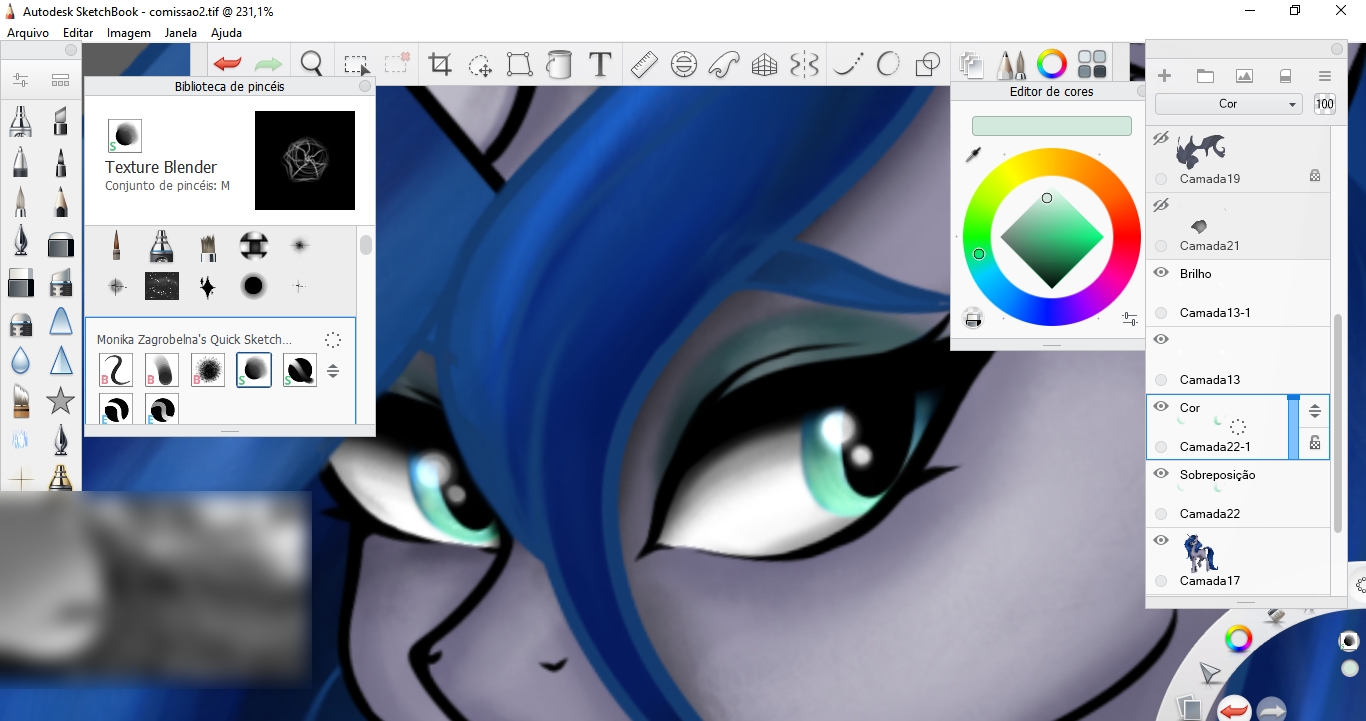 Autodesk SketchBook - comissao2.tif @ 231,1%
Arquivo Editar Imagem Janela Ajuda
T
Biblioteca de pincéis
S
Texture Blender
Conjunto de pincéis: M
Monika Zagrobelna's Quick Sketch...
B B B S S
E E
Editor de cores
Cor 100
Camada19
Camada21
Brilho
Camada13-1
Camada13
Cor
Camada22-1
Sobreposição
Camada22
Camada17